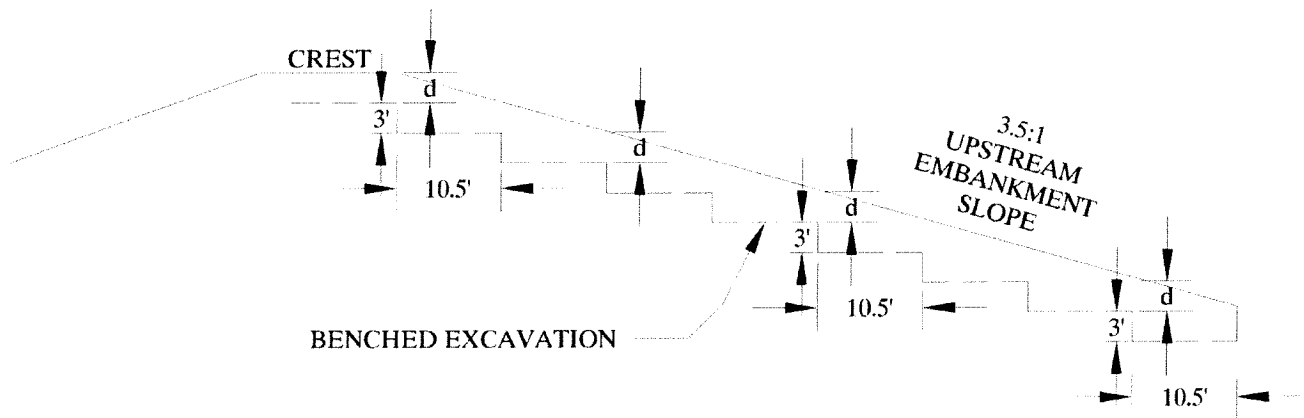 CREST
d
3'
10.5'
d
3.5:1
UPSTREAM
EMBANKMENT
SLOPE
d
3'
10.5'
d
3'
10.5'
BENCHED EXCAVATION